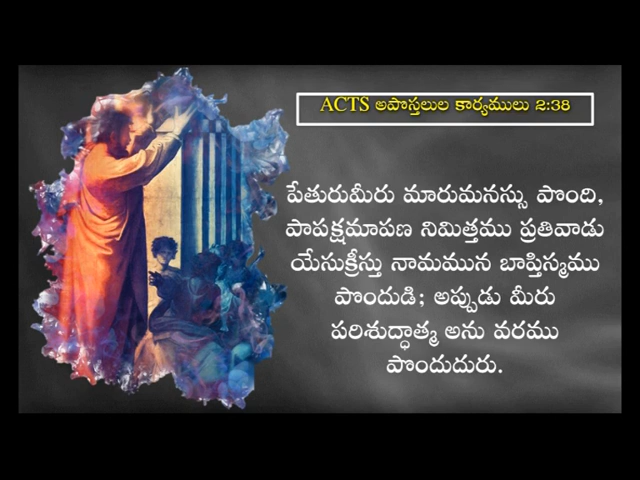 ACTS అపొస్తలుల కార్యములు 2:38
పేతురుమీరు మారుమనస్సు పొంది,
పాపక్షమాపణ నిమిత్తము ప్రతివాడు
యేసుక్రీస్తు నామమున బాప్తిస్మము
పొందుడి; అప్పుడు మీరు
పరిశుద్ధాత్మ అను వరము
పొందుదురు.